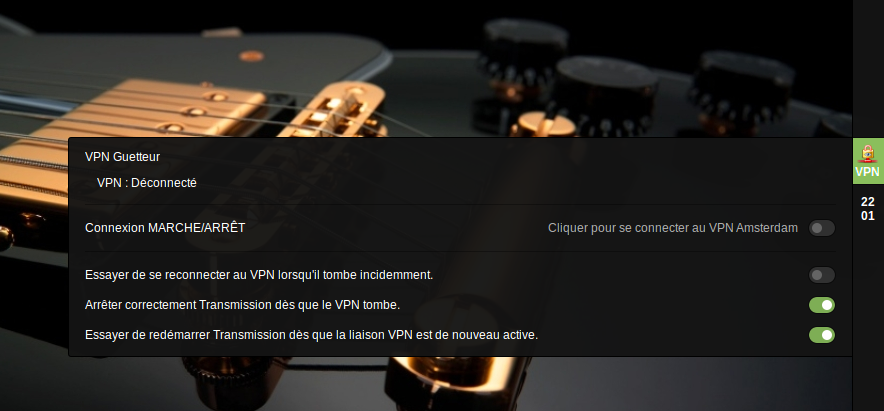 VPN Guetteur
VPN : Déconnecté
Connexion MARCHE/ARRÊT Cliquer pour se connecter au VPN Amsterdam
Essayer de se reconnecter au VPN lorsqu'il tombe incidemment.
Arrêter correctement Transmission dès que le VPN tombe.
Essayer de redémarrer Transmission dès que la liaison VPN est de nouveau active.
VPN
22
01